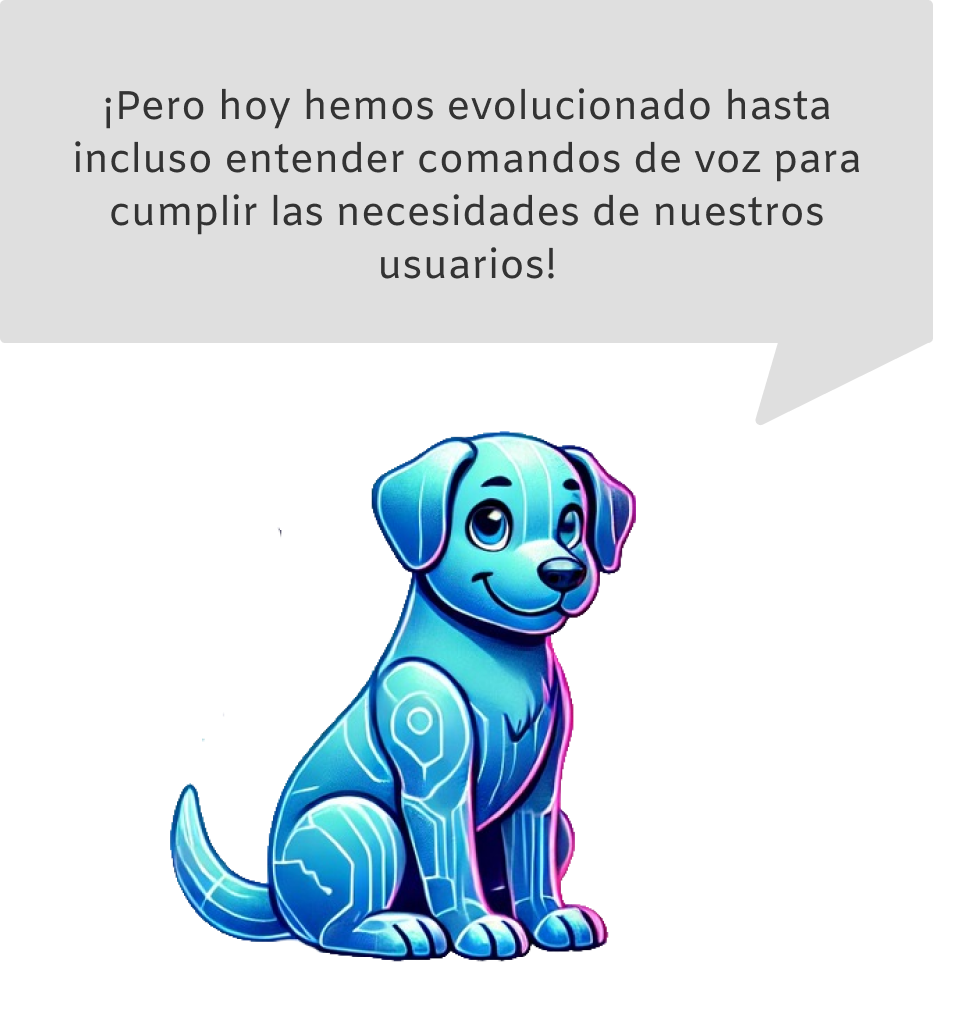 ¡Pero hoy hemos evolucionado hasta
incluso entender comandos de voz para
cumplir las necesidades de nuestros
usuarios!